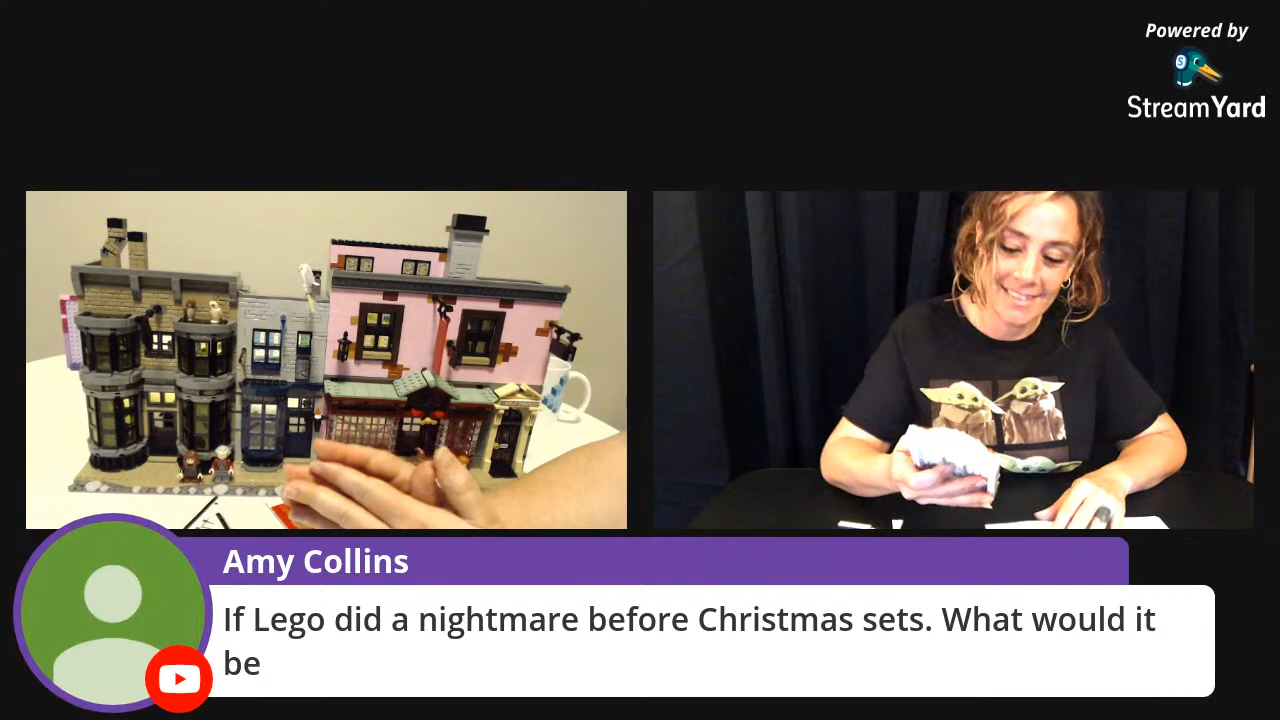 Powered by
StreamYard
Amy Collins
If Lego did a nightmare before Christmas sets. What would it
be